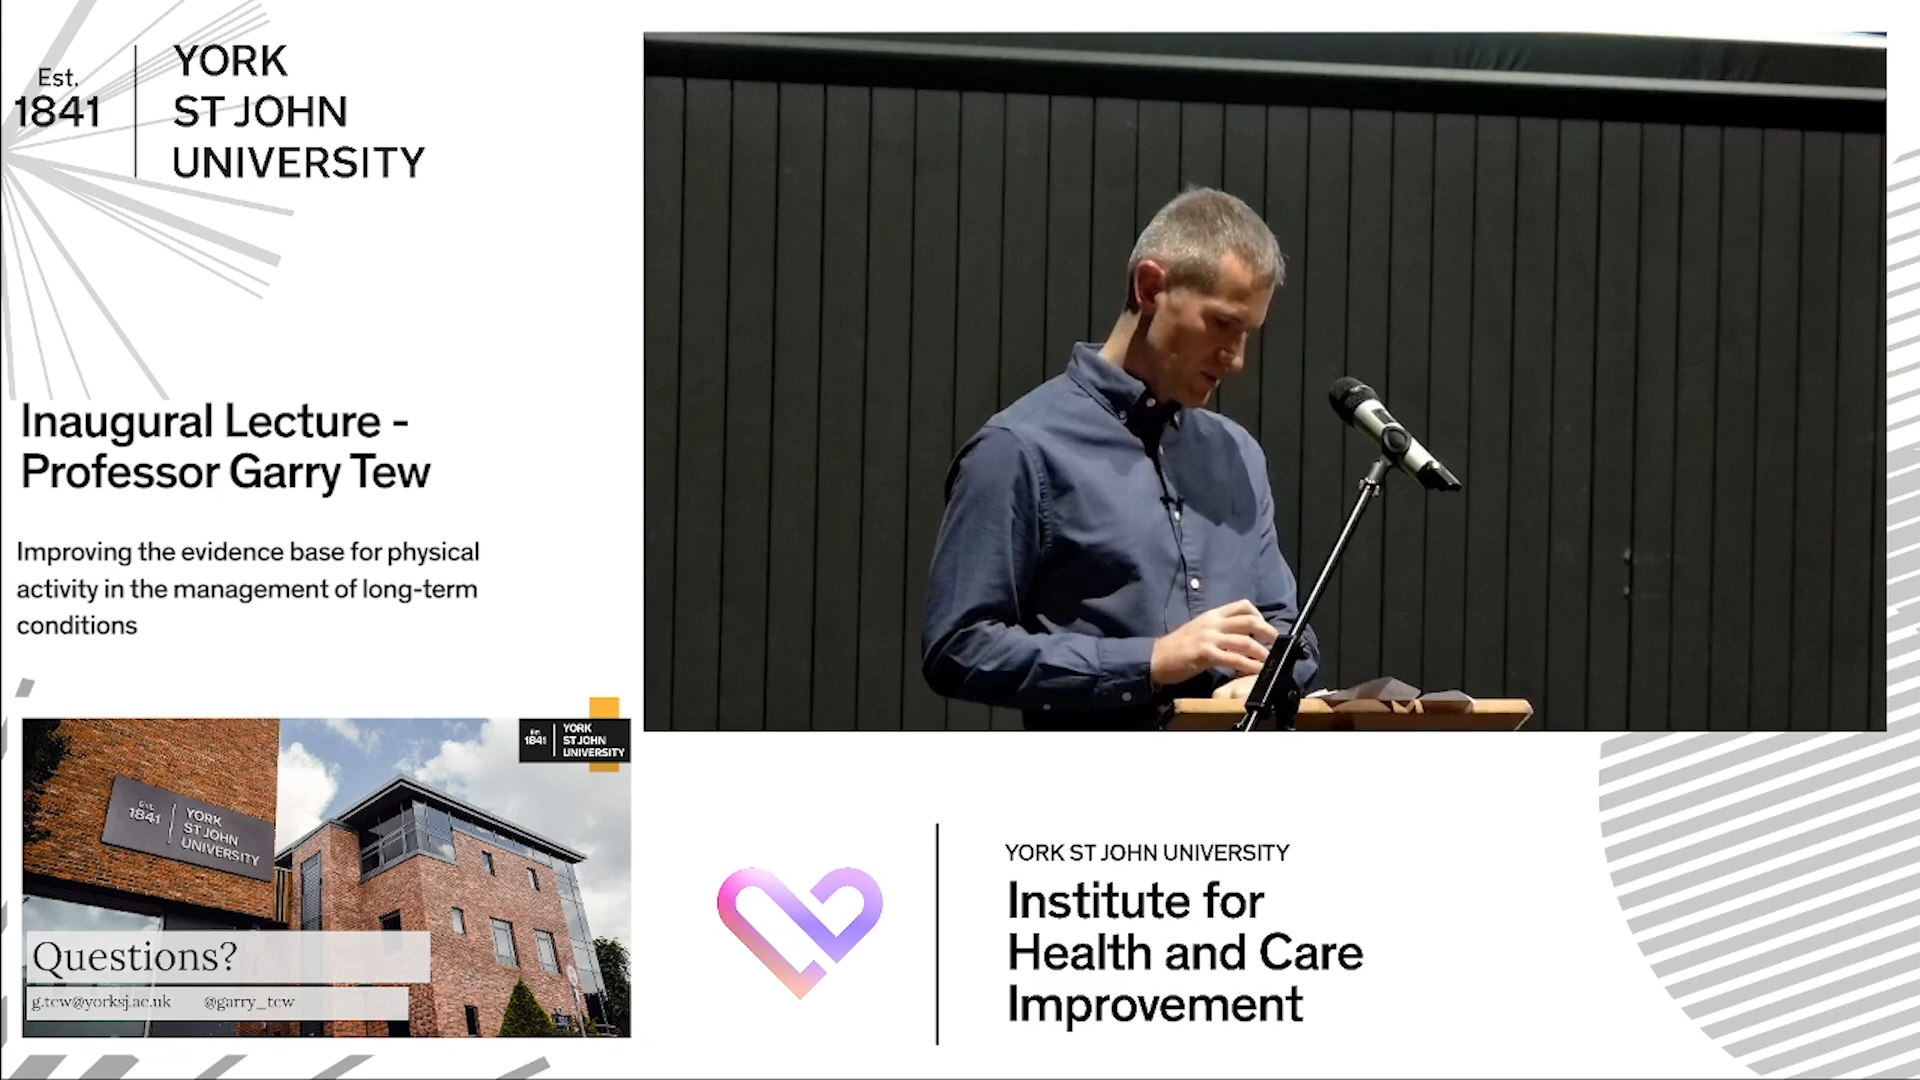 Est.
1841
YORK
ST JOHN
UNIVERSITY
Inaugural Lecture -
Professor Garry Tew
Improving the evidence base for physical
activity in the management of long-term
conditions
Est.
1841
YORK
ST JOHN
UNIVERSITY
Est.
1841
YORK
ST JOHN
UNIVERSITY
Questions?
g.tew@yorksj.ac.uk @garry_tew
YORK ST JOHN UNIVERSITY
Institute for
Health and Care
Improvement